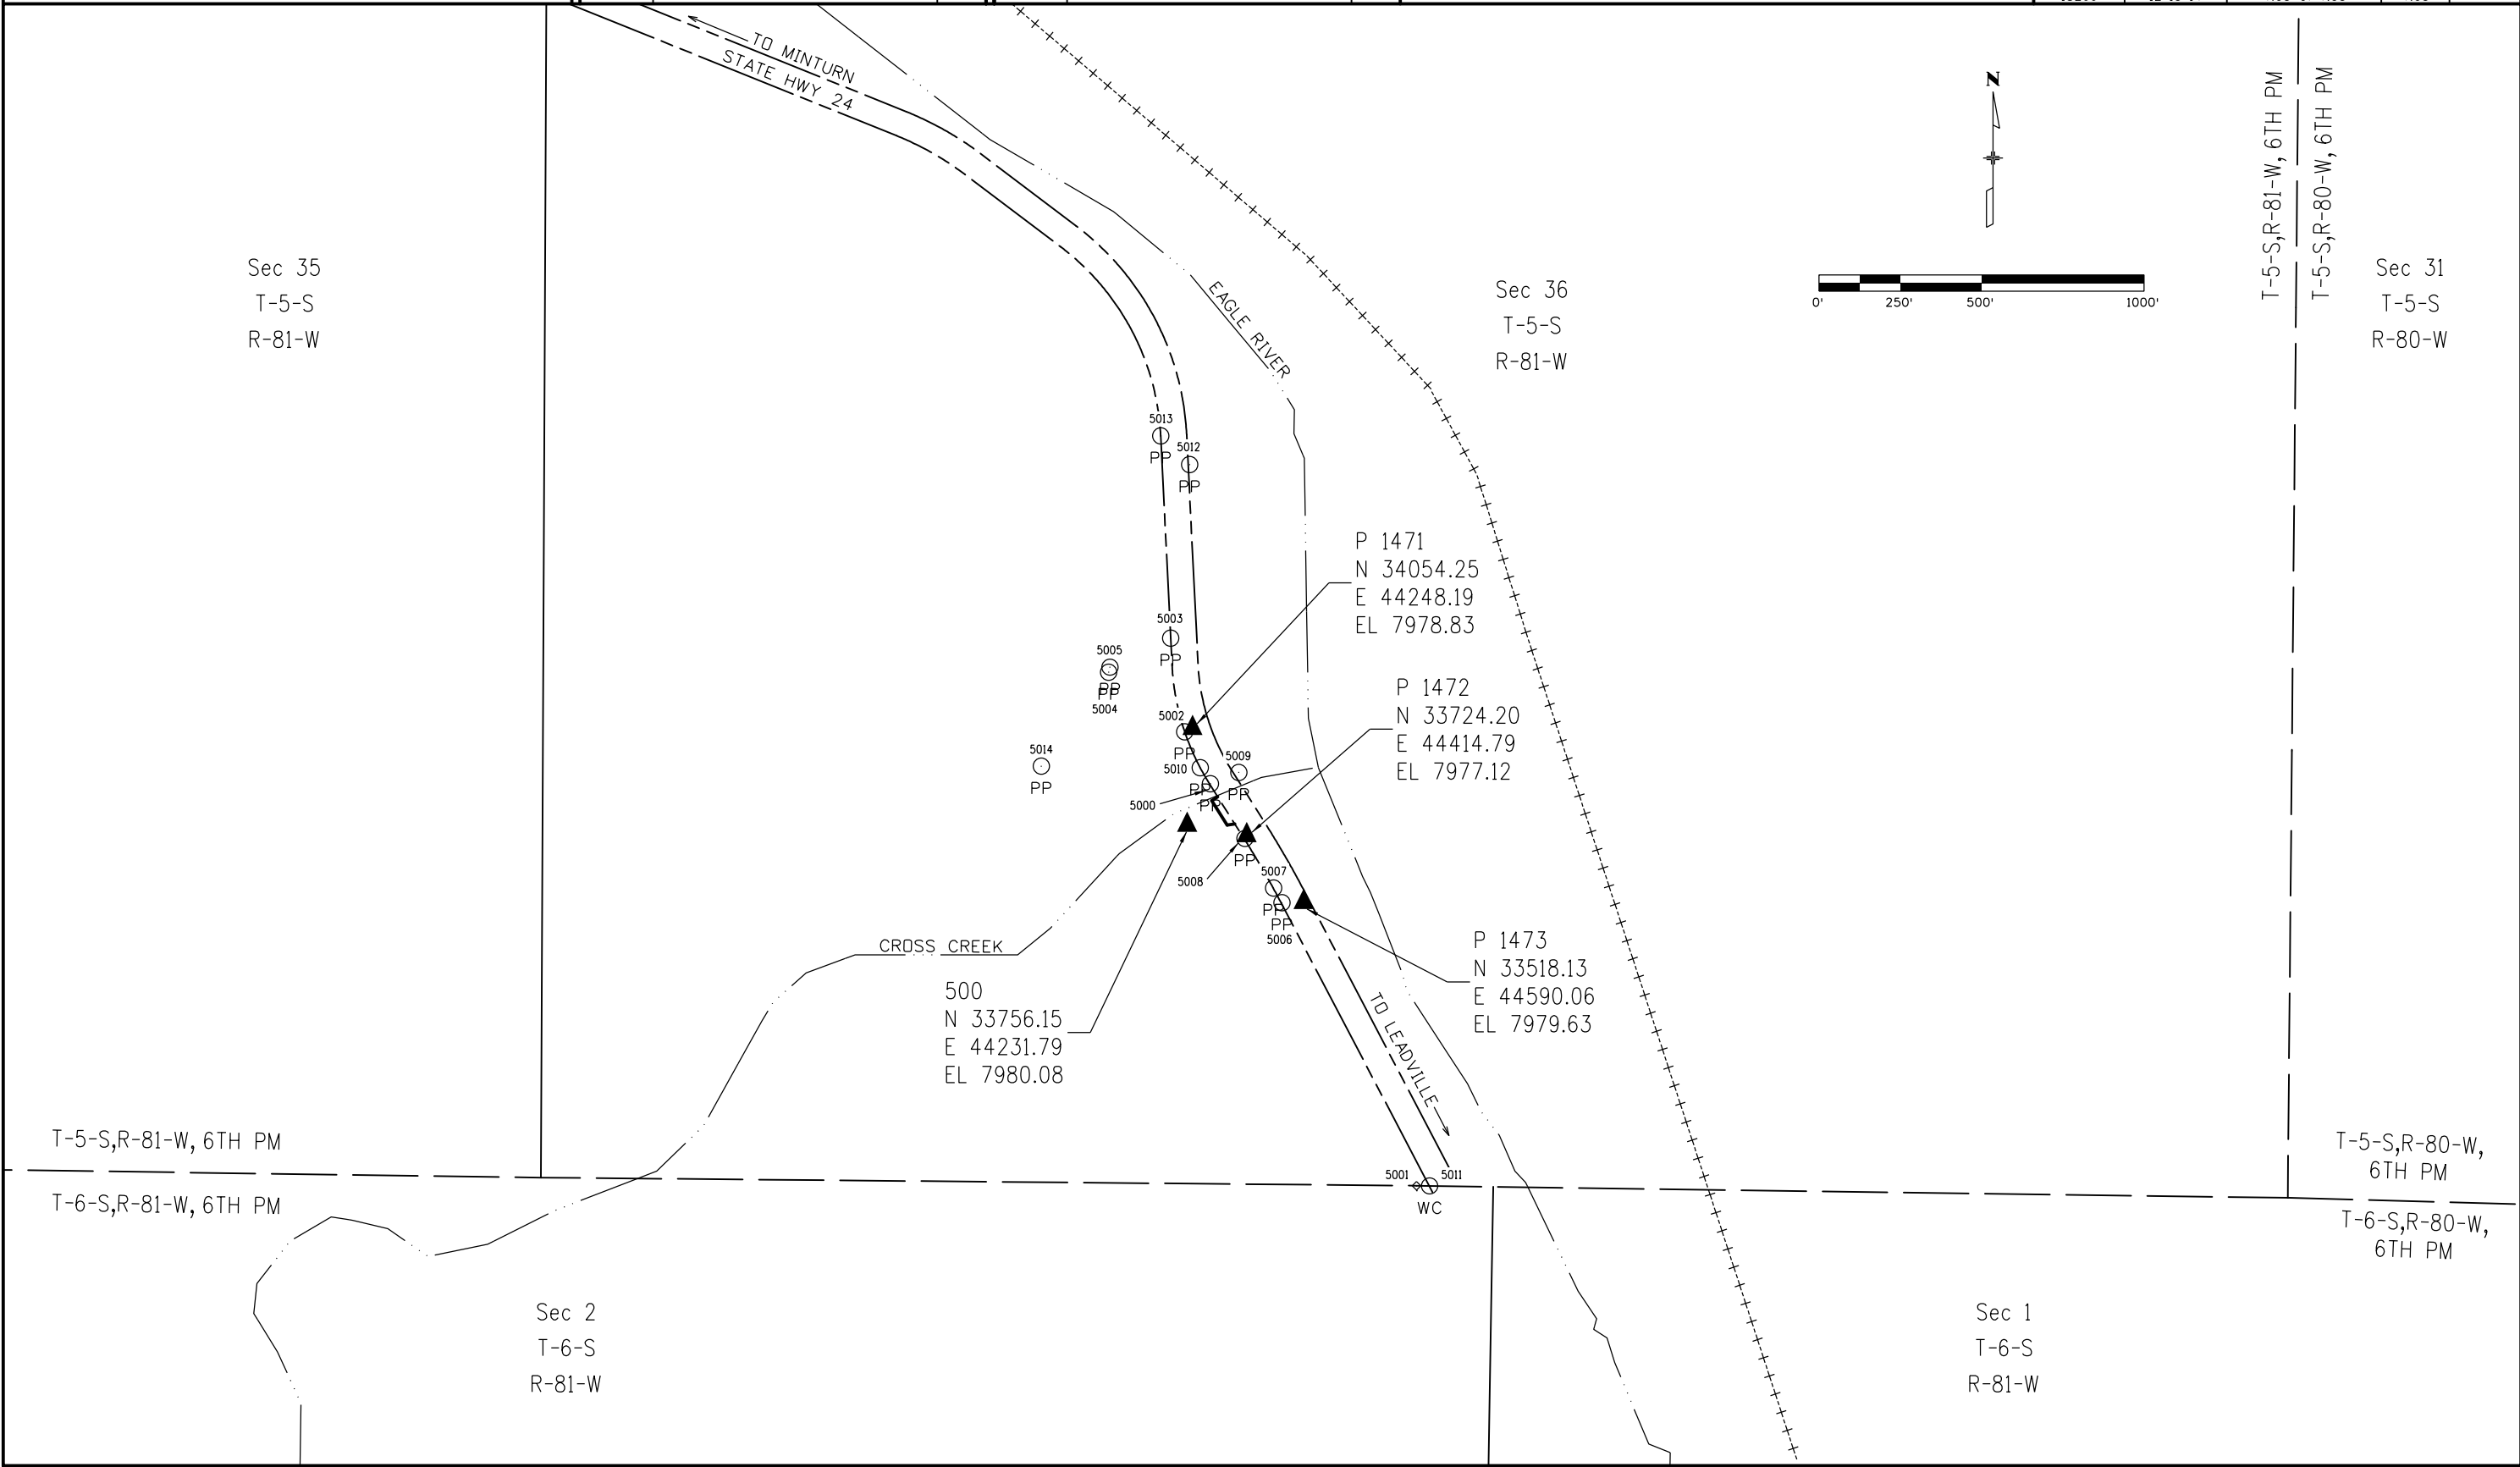 TO MINTURN
STATE HWY 24
N
T-5-S,R-81-W, 6TH PM
T-5-S,R-80-W, 6TH PM
Sec 35
T-5-S
R-81-W
EAGLE RIVER
Sec 36
T-5-S
R-81-W
0' 250' 500' 1000'
Sec 31
T-5-S
R-80-W
5013
PP
5012
PP
P 1471
N 34054.25
E 44248.19
EL 7978.83
5003
PP
5005
PP
PP
5004
P 1472
N 33724.20
E 44414.79
EL 7977.12
5002
PP
5014
PP
5010
PP
5009
PP
5000
PP
5008
PP
5007
PP
PP
5006
CROSS CREEK
P 1473
N 33518.13
E 44590.06
EL 7979.63
500
N 33756.15
E 44231.79
EL 7980.08
TO LEADVILLE
T-5-S,R-81-W, 6TH PM
T-6-S,R-81-W, 6TH PM
5001
5011
WC
T-5-S,R-80-W,
6TH PM
T-6-S,R-80-W,
6TH PM
Sec 2
T-6-S
R-81-W
Sec 1
T-6-S
R-81-W